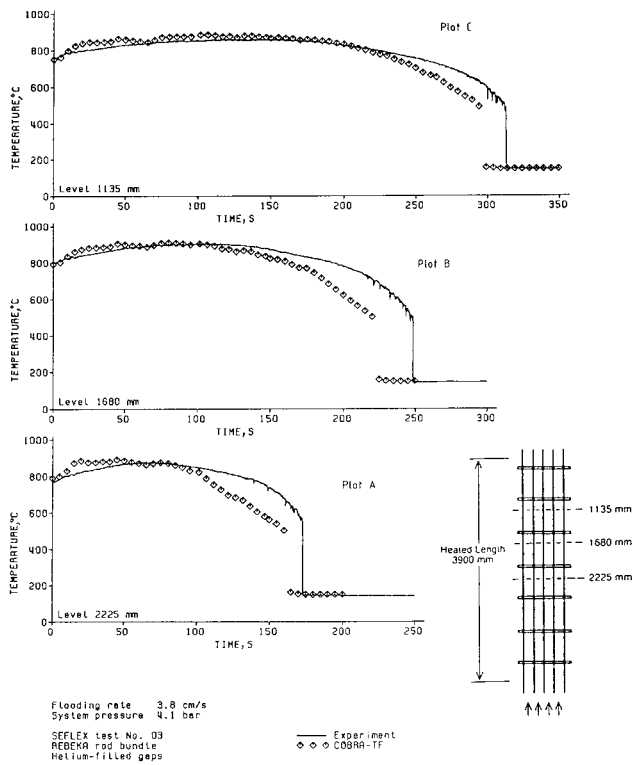 Plot C
1000
800
600
400
200
0
TEMPERATURE,°C
Level 1135 mm
0 50 100 150 200 250 300 350
TIME,S
Plot B
1000
800
600
400
200
0
TEMPERATURE,°C
Level 1680 mm
0 50 100 150 200 250 300
TIME,S
Plot A
1000
800
600
400
200
0
TEMPERATURE,°C
Level 2225 mm
0 50 100 150 200 250
TIME,S
Heated Length
3900 mm
1135 mm
1680 mm
2225 mm
Flooding rate 3.8 cm/s
System pressure 4.1 bar
SEFLEX test No. 03
REBEKA rod bundle
Helium-filled gaps
Experiment
COBRA-TF